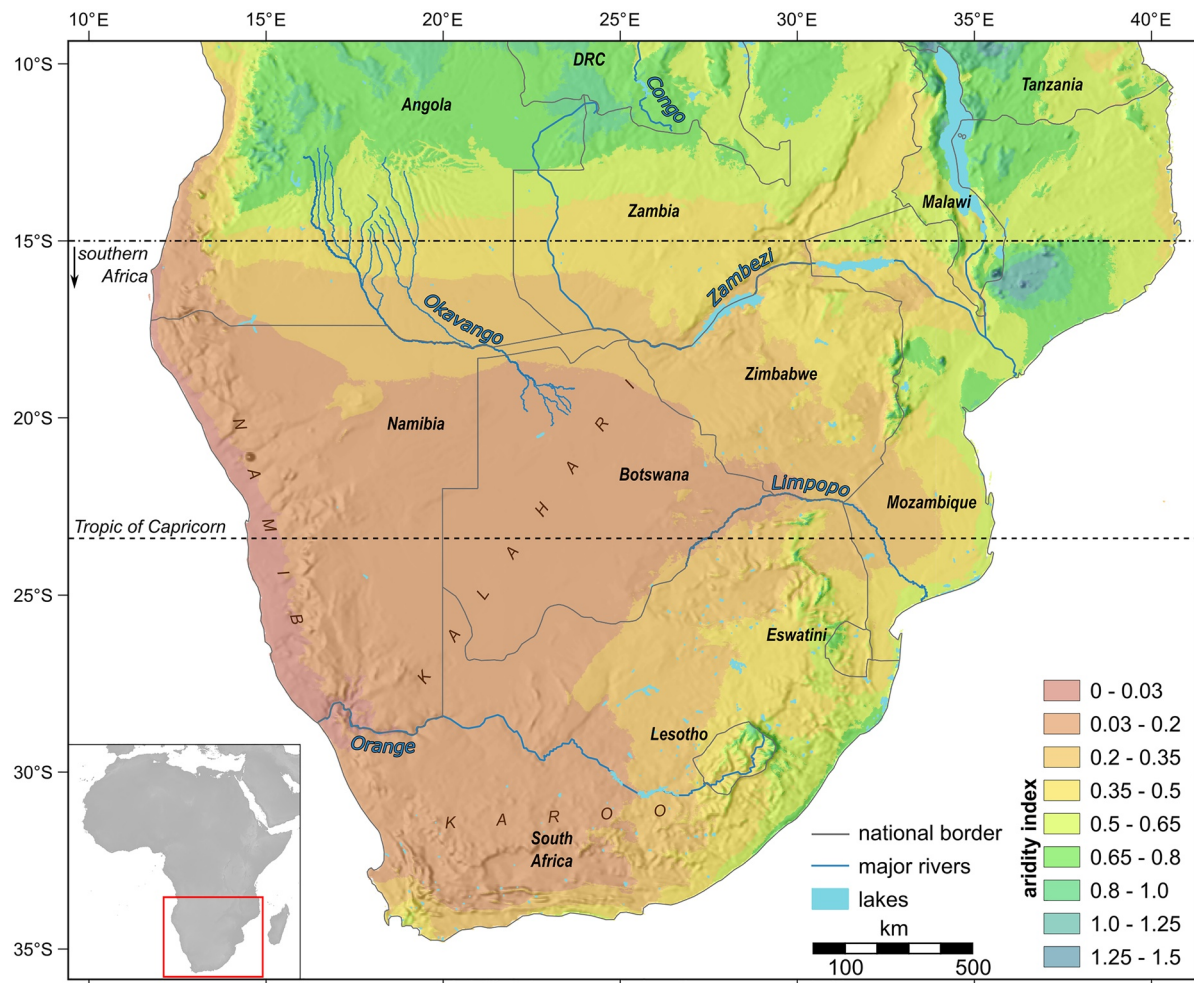 10°E 15°E 20°E 25°E 30°E 35°E 40°E
10°S
15°S
20°S
25°S
30°S
35°S
DRC
Congo
Tanzania
Angola
Malawi
Zambia
southern
Africa
Zambezi
Okavango
Zimbabwe
Namibia
NAMIB
KALAHARI
Botswana
Limpopo
Mozambique
Tropic of Capricorn
Eswatini
Lesotho
Orange
KAROO
South
Africa
aridity index
0 - 0.03
0.03 - 0.2
0.2 - 0.35
0.35 - 0.5
0.5 - 0.65
0.65 - 0.8
0.8 - 1.0
1.0 - 1.25
1.25 - 1.5
national border
major rivers
lakes
km
100 500